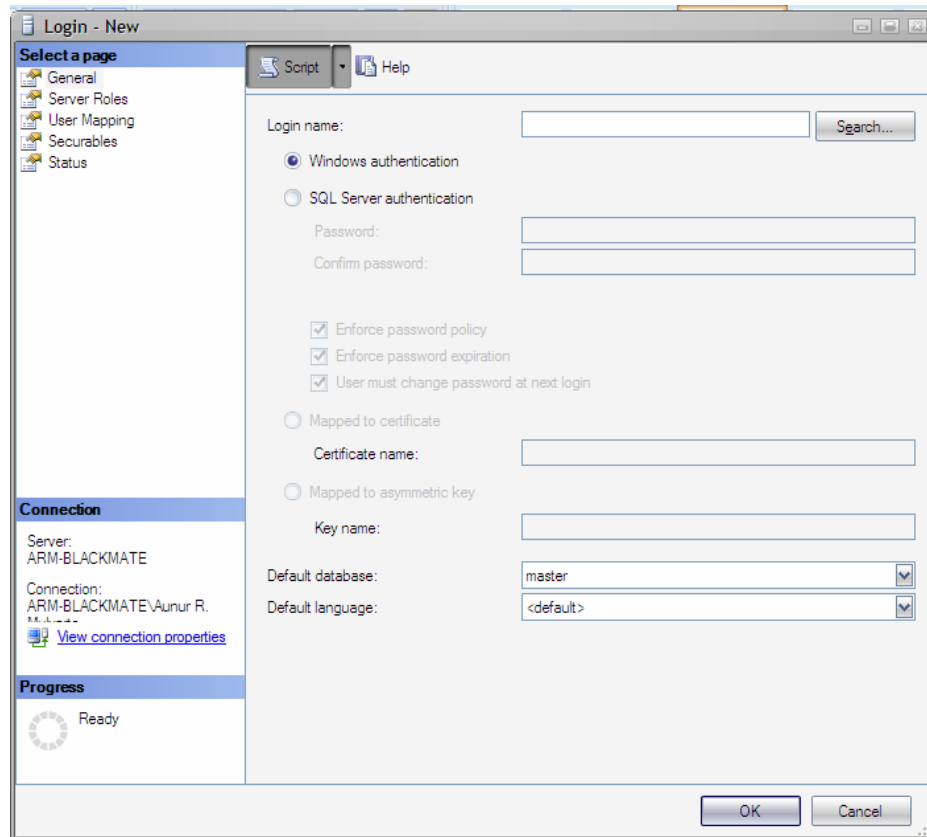 Login - New
Select a page
General
Server Roles
User Mapping
Securables
Status
Script
Help
Login name:
Search...
Windows authentication
SQL Server authentication
Password:
Confirm password:
Enforce password policy
Enforce password expiration
User must change password at next login
Mapped to certificate
Certificate name:
Mapped to asymmetric key
Key name:
Default database:
master
Default language:
<default>
Connection
Server:
ARM-BLACKMATE
Connection:
ARM-BLACKMATE\Aunur R.
View connection properties
Progress
Ready
OK
Cancel